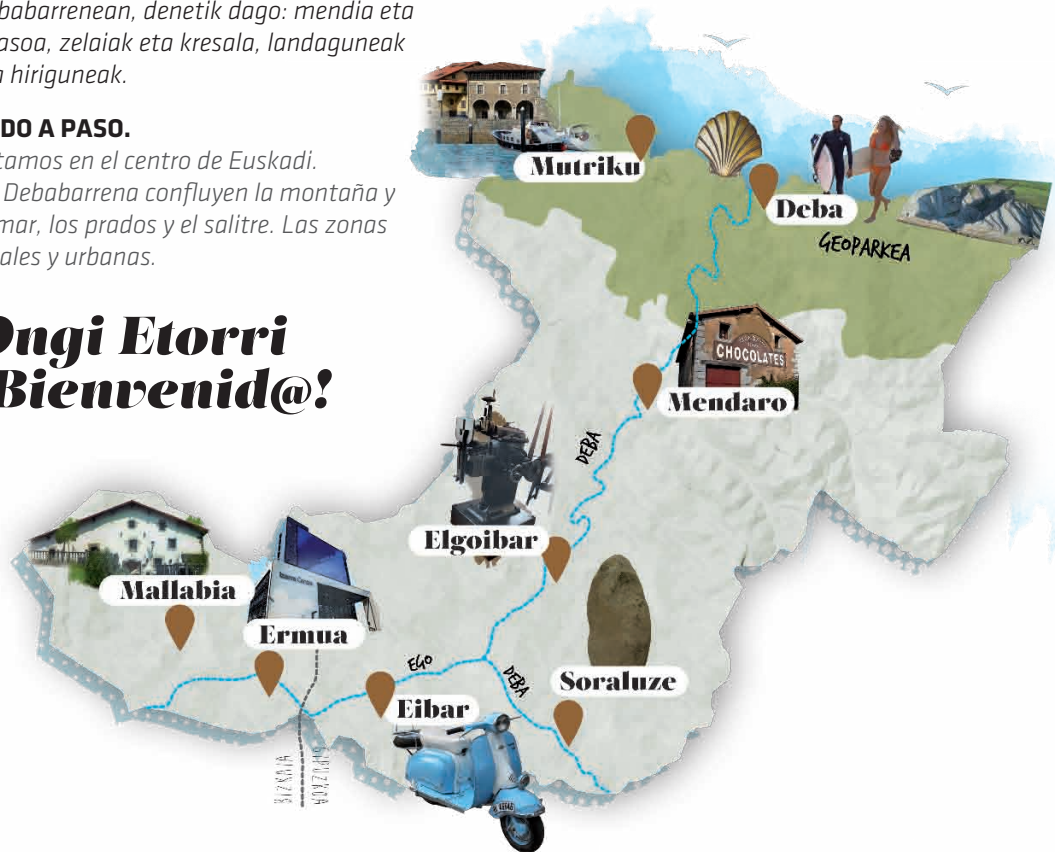 babarrenean, denetik dago: mendia eta
asoa, zelaiak eta kresala, landaguneak
hiriguneak.
DO A PASO.
tamos en el centro de Euskadi.
Debabarrena confluyen la montaña y
mar, los prados y el salitre. Las zonas
ales y urbanas.
Ongi Etorri
Bienvenid@!
Mutriku
Deba
GEOPARKEA
CHOCOLATES
Mendaro
DEBA
Elgoibar
Mallabia
Ermua
EGO
DEBA
Soraluze
Eibar
BIZKAIA
GIPUZKOA